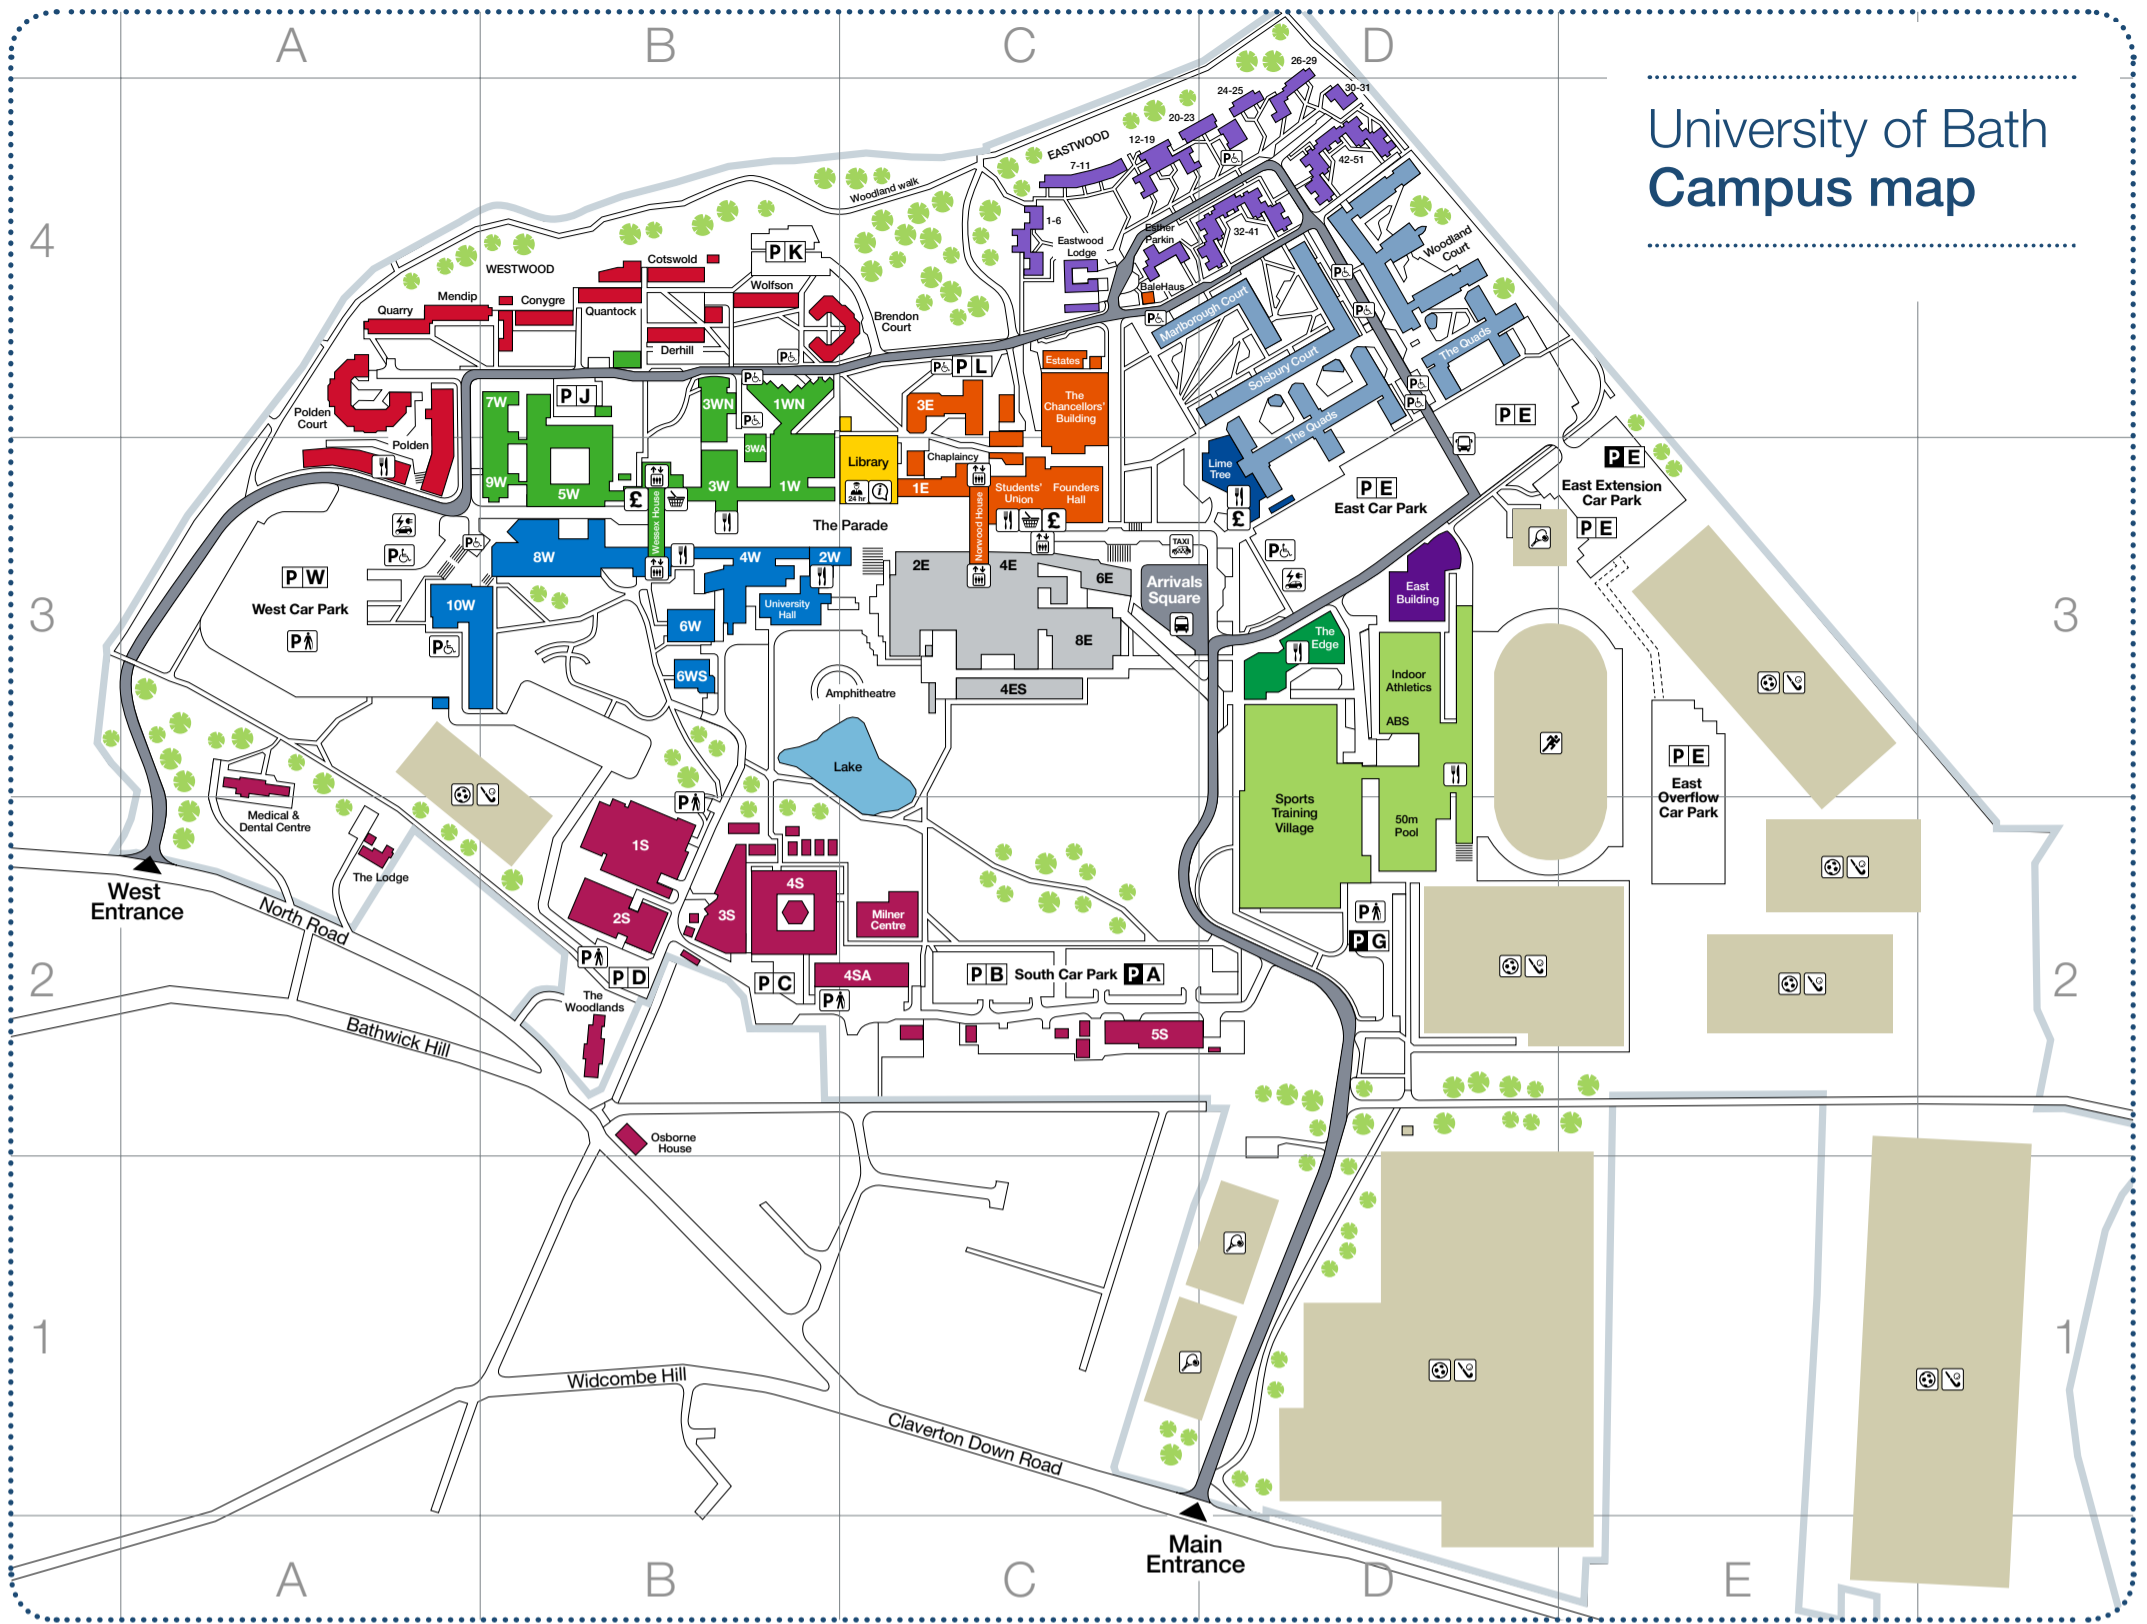 A
B
C
D
University of Bath
Campus map
26-29
30-31
24-25
20-23
12-19
EASTWOOD
7-11
42-51
Woodland walk
4
1-6
Eastwood
Lodge
Esther
Parkin
32-41
Woodland
Court
WESTWOOD
Cotswold
P K
Mendip
Conygre
Wolfson
Quarry
Quantock
Brendon
Court
BaleHaus
Marlborough Court
The Quads
Derhill
P
P L
Estates
Solsbury Court
Polden
Court
7W
P J
3WN
1WN
3E
The
Chancellors'
Building
P E
Polden
3WA
Library
Chaplaincy
The Quads
Lime
Tree
P E
East Extension
Car Park
P E
9W
5W
£
3W
1W
24 hr
i
1E
Students'
Union
Founders
Hall
P E
East Car Park
Wessex House
Norwood House
£
£
The Parade
8W
4W
2W
2E
4E
6E
TAXI
Arrivals
Square
East
Building
P W
West Car Park
P
10W
University
Hall
6W
8E
The
Edge
3
3
6WS
4ES
Amphitheatre
Indoor
Athletics
ABS
Lake
P E
East
Overflow
Car Park
Medical &
Dental Centre
P
Sports
Training
Village
50m
Pool
1S
The Lodge
West
Entrance
North Road
2S
3S
4S
Milner
Centre
P
P G
P
P D
P C
4SA
P
P B
South Car Park
P A
2
2
The
Woodlands
Bathwick Hill
5S
Osborne
House
1
1
Widcombe Hill
Claverton Down Road
Main
Entrance
A
B
C
D
E